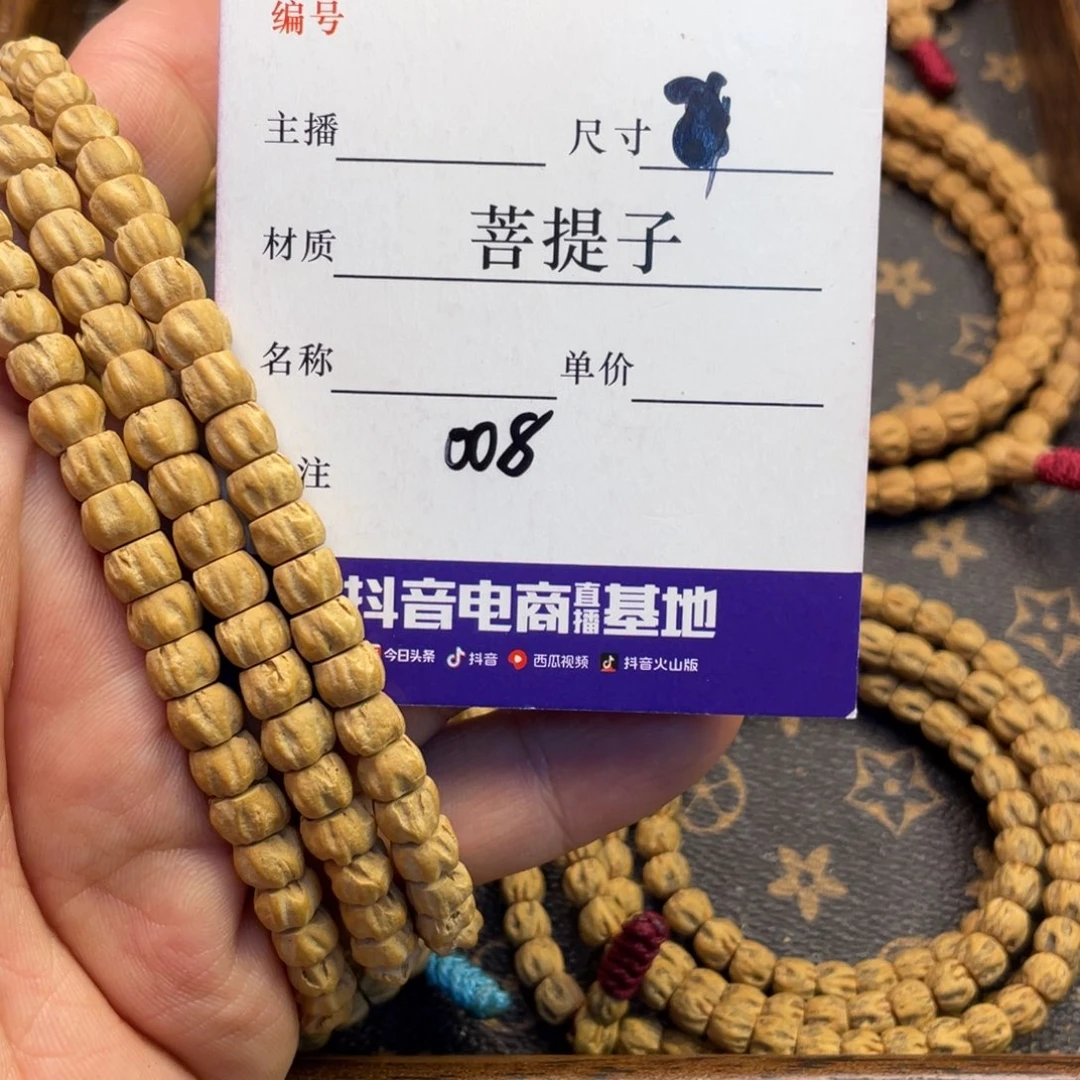 编号
主播 尺寸
材质 菩提子
名称 单价
注 008
抖音电商直播基地
今日头条 抖音 西瓜视频 抖音火山版